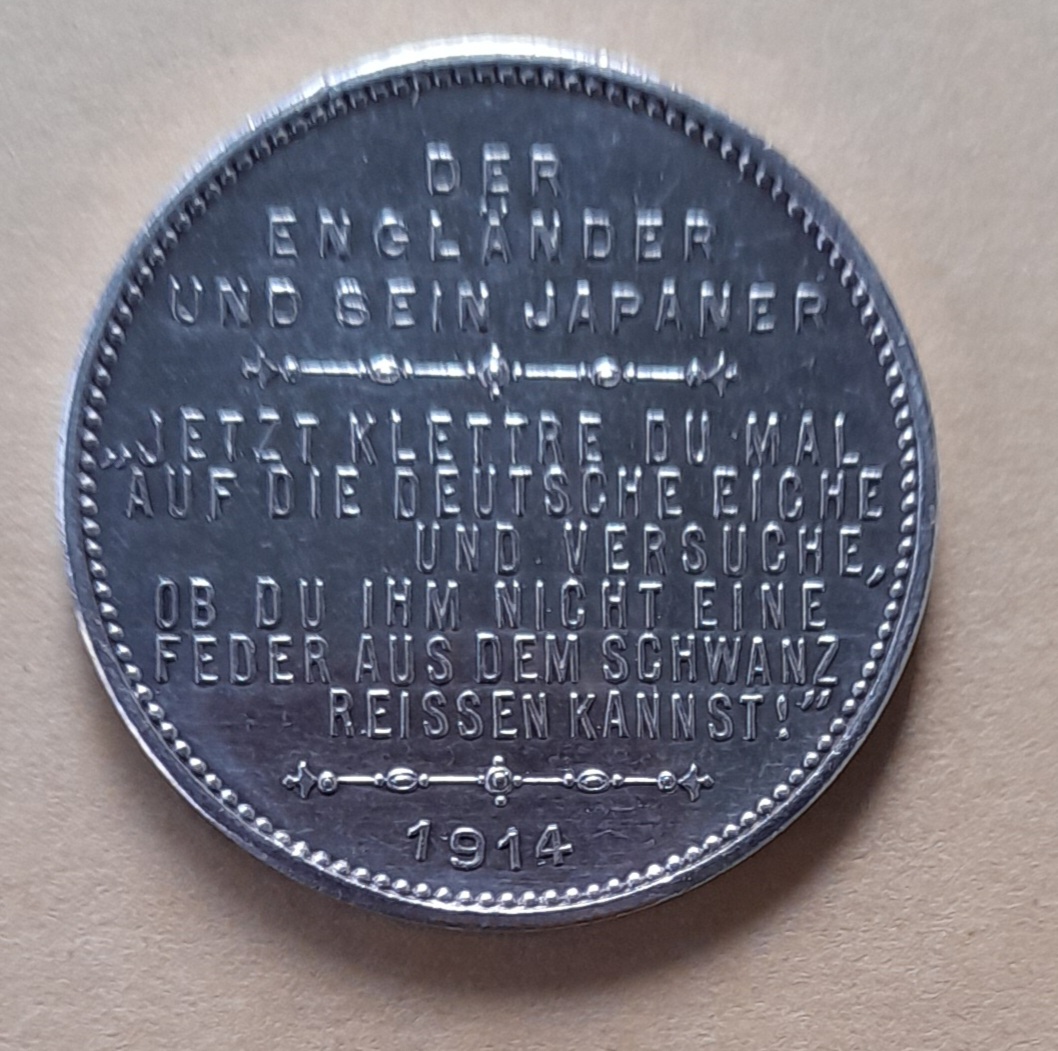 DER
ENGLÄNDER
UND SEIN JAPANER
„JETZT KLETTRE DU MAL
AUF DIE DEUTSCHE EICHE
UND VERSUCHE,
OB DU IHM NICHT EINE
FEDER AUS DEM SCHWANZ
REISSEN KANNST!”
1914